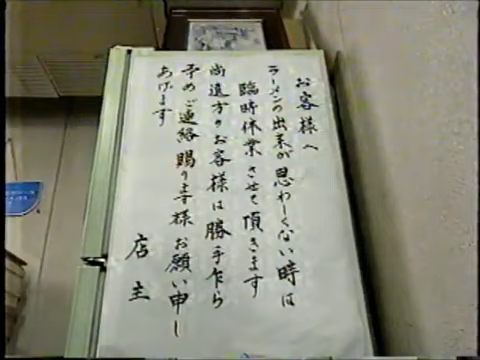 お客様へ
ラーメンの出来が思わしくない時は
臨時休業させて頂きます
尚遠方のお客様は勝手乍ら
予めご連絡賜ります様お願い申し
あげます
店主